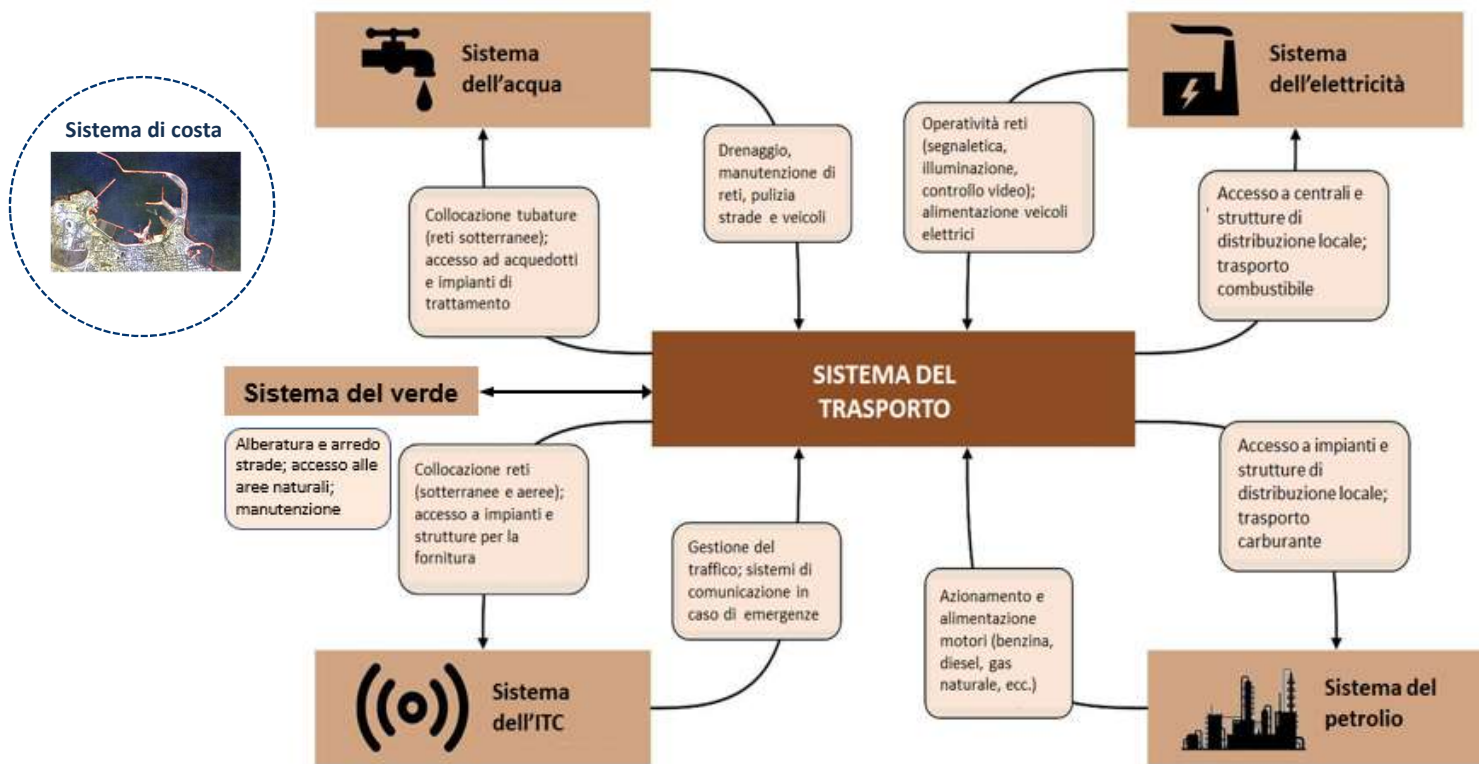 Sistema
dell'acqua
Sistema
dell'elettricità
Sistema di costa
Drenaggio,
manutenzione di
reti, pulizia
strade e veicoli
Operatività reti
(segnaletica,
illuminazione,
controllo video);
alimentazione veicoli
elettrici
Collocazione tubature
(reti sotterranee);
accesso ad acquedotti
e impianti di
trattamento
Accesso a centrali e
strutture di
distribuzione locale;
trasporto
combustibile
SISTEMA DEL
TRASPORTO
Sistema del verde
Alberatura e arredo
strade; accesso alle
aree naturali;
manutenzione
Collocazione reti
(sotterranee e aeree);
accesso a impianti e
strutture per la
fornitura
Gestione del
traffico; sistemi di
comunicazione in
caso di emergenze
Azionamento e
alimentazione
motori (benzina,
diesel, gas
naturale, ecc.)
Accesso a impianti e
strutture di
distribuzione locale;
trasporto
carburante
Sistema
dell'ITC
Sistema del
petrolio